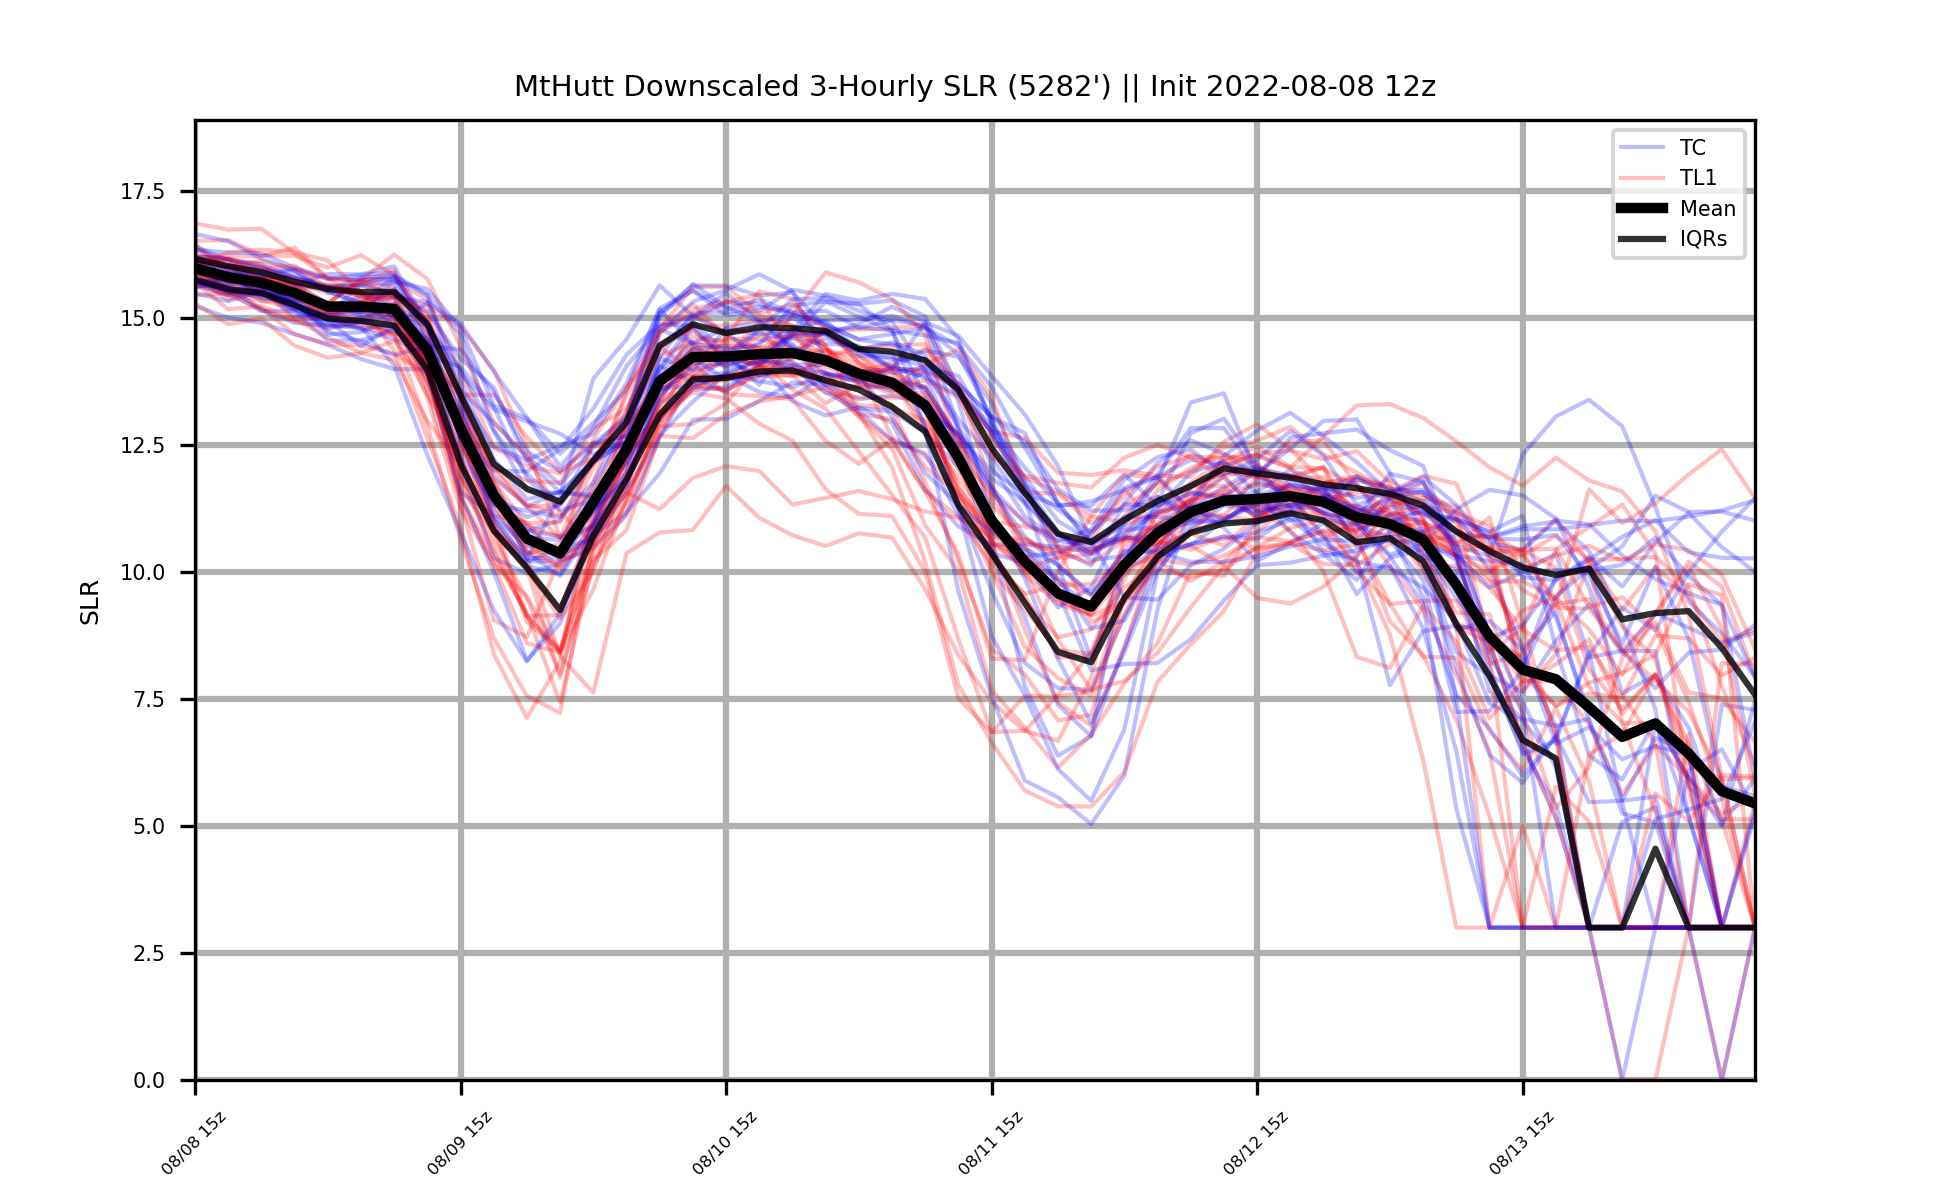 MtHutt Downscaled 3-Hourly SLR (5282') || Init 2022-08-08 12z
TC
TL1
Mean
IQRs
SLR
17.5
15.0
12.5
10.0
7.5
5.0
2.5
0.0
08/08 15z
08/09 15z
08/10 15z
08/11 15z
08/12 15z
08/13 15z